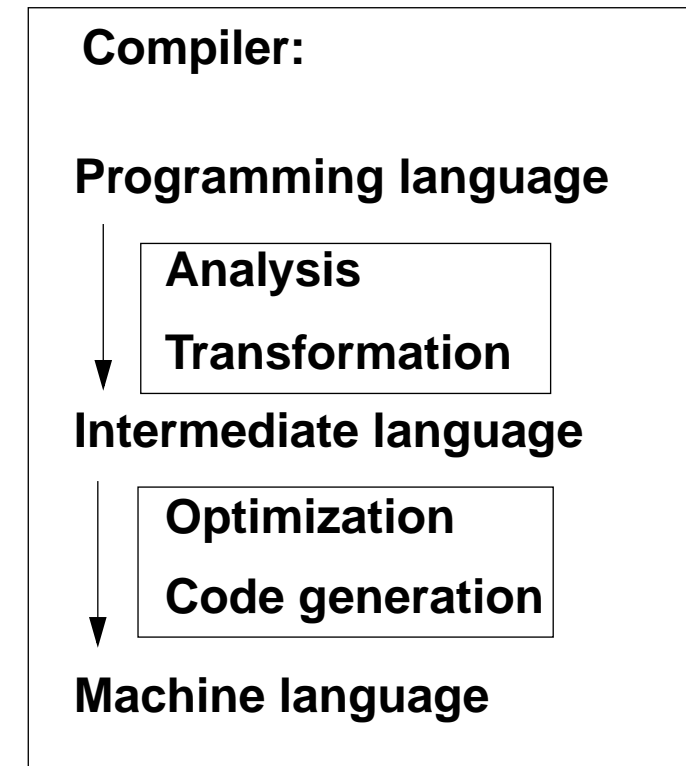 Compiler:
Programming language
Analysis
Transformation
Intermediate language
Optimization
Code generation
Machine language